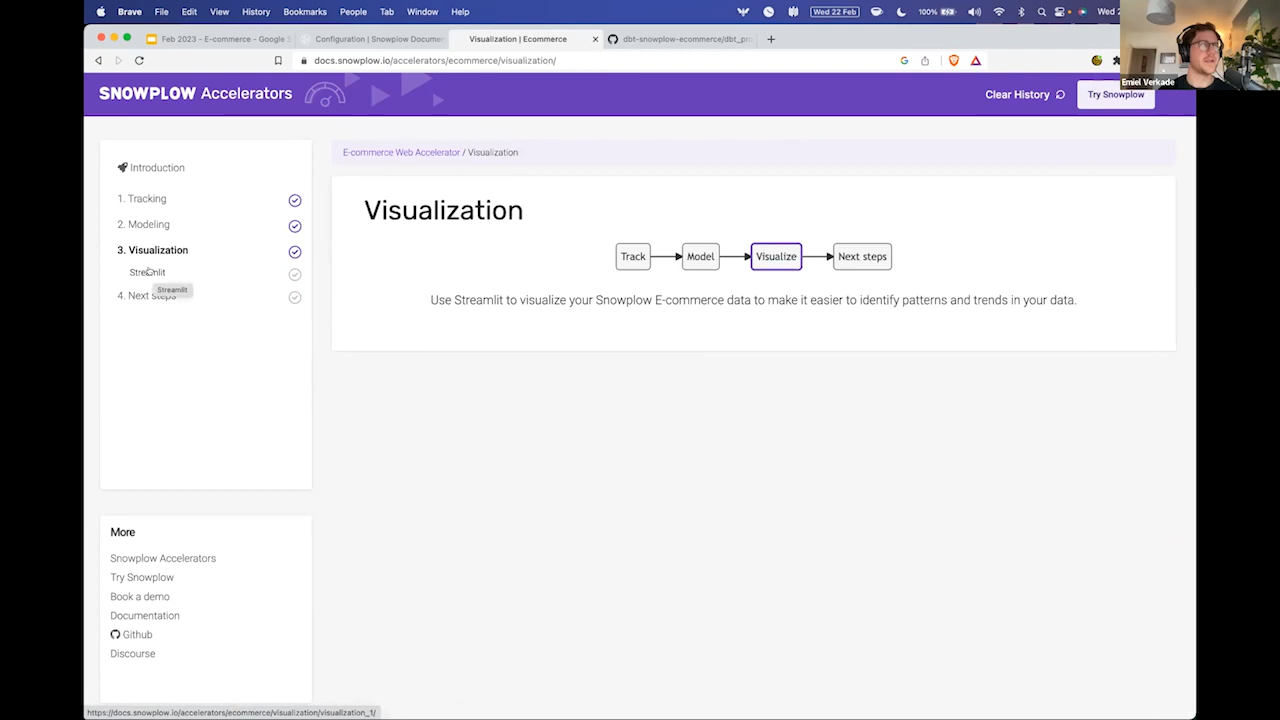 Brave File Edit View History Bookmarks People Tab Window Help
Wed 22 Feb 100% Wed 2
Feb 2023 - E-commerce - Google S
Configuration | Snowplow Docume
Visualization | Ecommerce
dbt-snowplow-ecommerce/dbt_pro
docs.snowplow.io/accelerators/ecommerce/visualization/
Emiel Verkade
SNOWPLOW Accelerators
Clear History
Try Snowplow
Introduction
1. Tracking
2. Modeling
3. Visualization
Streamlit
Streamlit
4. Next steps
E-commerce Web Accelerator / Visualization
Visualization
Track Model Visualize Next steps
Use Streamlit to visualize your Snowplow E-commerce data to make it easier to identify patterns and trends in your data.
More
Snowplow Accelerators
Try Snowplow
Book a demo
Documentation
Github
Discourse
https://docs.snowplow.io/accelerators/ecommerce/visualization/visualization_1/